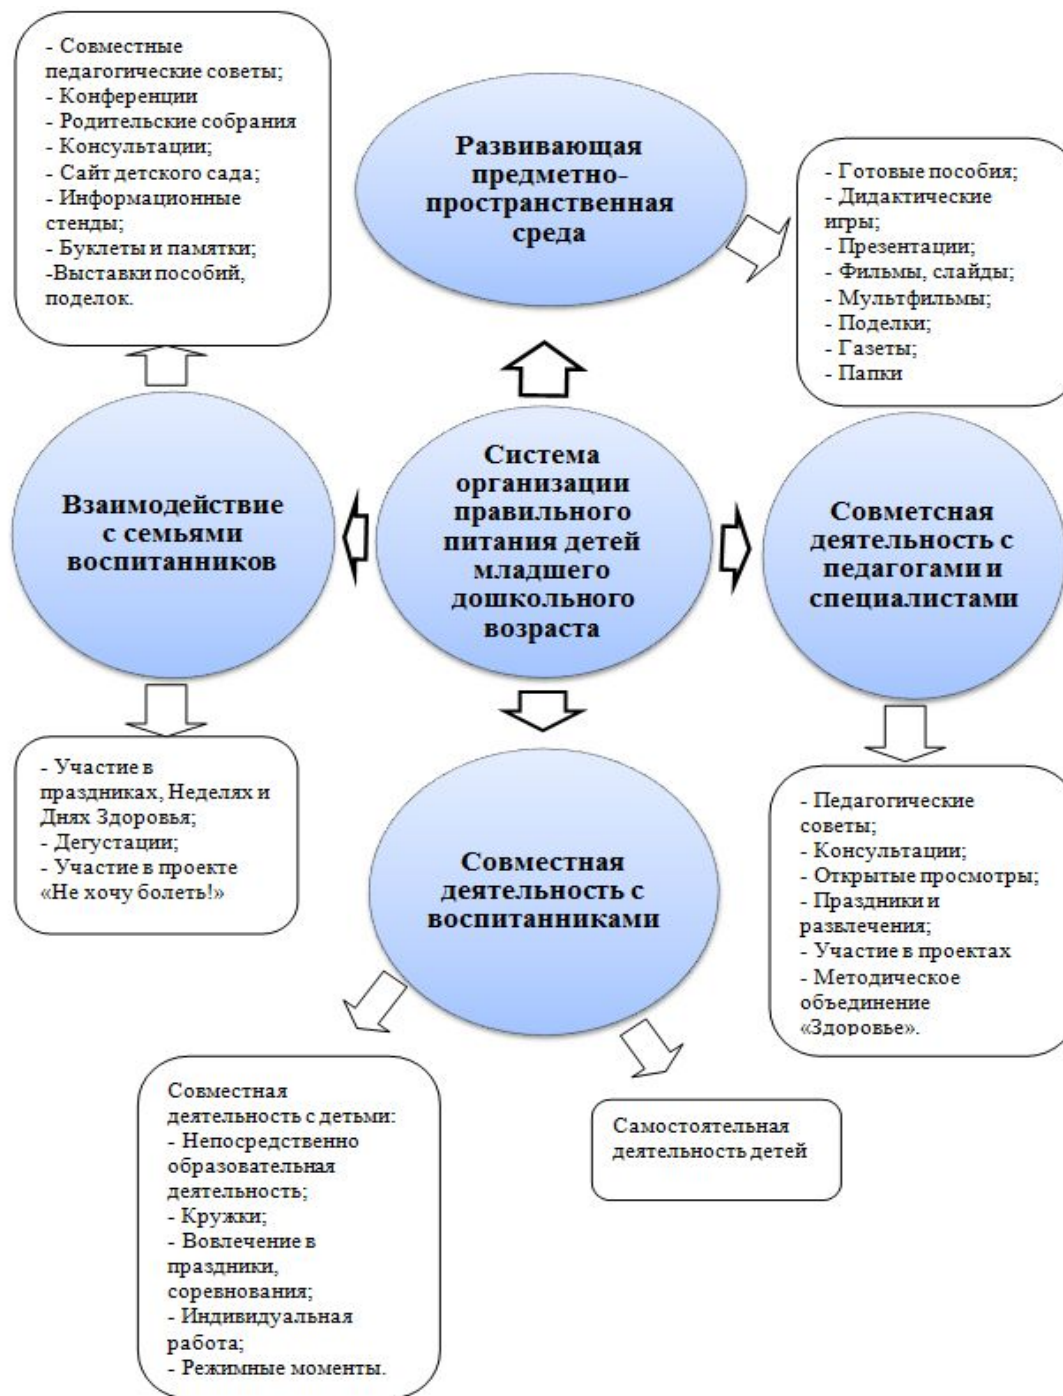 - Совместные
педагогические советы;
- Конференции
- Родительские собрания
- Консультации;
- Сайт детского сада;
- Информационные
стенды;
- Буклеты и памятки;
-Выставки пособий,
поделок.
Развивающая
предметно-
пространственная
среда
- Готовые пособия;
- Дидактические
игры;
- Презентации;
- Фильмы, слайды;
- Мультфильмы;
- Поделки;
- Газеты;
- Папки
Взаимодействие
с семьями
воспитанников
Система
организации
правильного
питания детей
младшего
дошкольного
возраста
Совметсная
деятельность с
педагогами и
специалистами
- Участие в
праздниках, Неделях и
Днях Здоровья;
- Дегустации;
- Участие в проекте
«Не хочу болеть!»
Совместная
деятельность с
воспитанниками
- Педагогические
советы;
- Консультации;
- Открытые просмотры;
- Праздники и
развлечения;
- Участие в проектах
- Методическое
объединение
«Здоровье».
Совместная
деятельность с детьми:
- Непосредственно
образовательная
деятельность;
- Кружки;
- Вовлечение в
праздники,
соревнования;
- Индивидуальная
работа;
- Режимные моменты.
Самостоятельная
деятельность детей